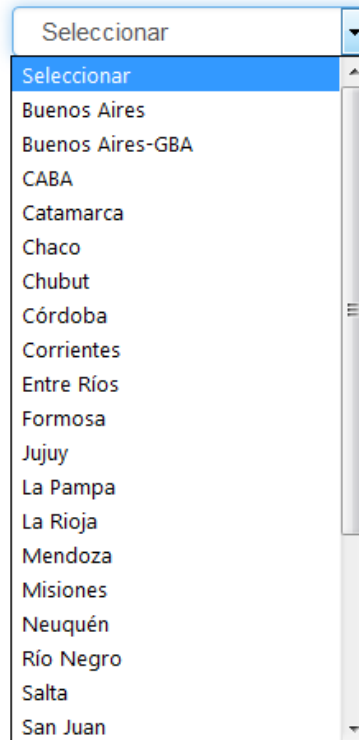 Seleccionar
Seleccionar
Buenos Aires
Buenos Aires-GBA
CABA
Catamarca
Chaco
Chubut
Córdoba
Corrientes
Entre Ríos
Formosa
Jujuy
La Pampa
La Rioja
Mendoza
Misiones
Neuquén
Río Negro
Salta
San Juan